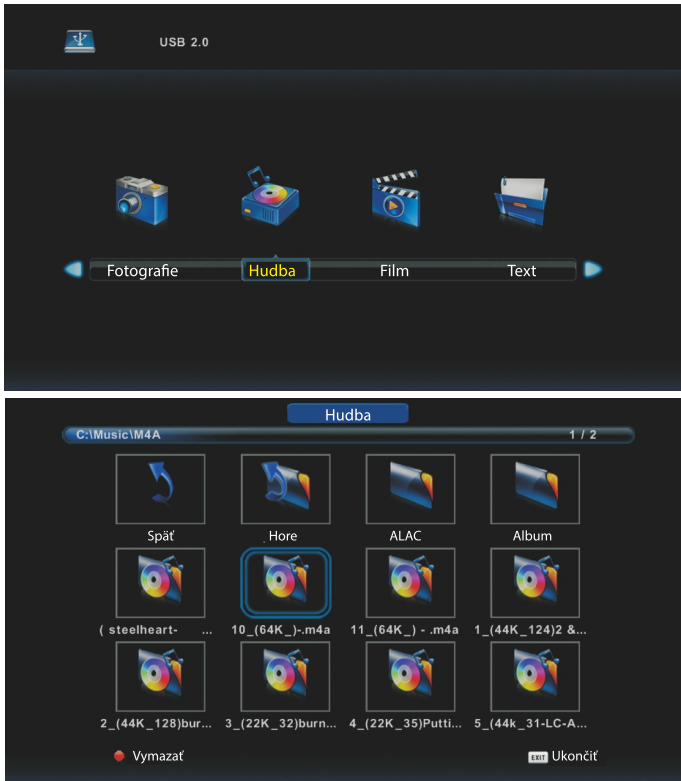 USB 2.0
Fotografie Hudba Film Text
Hudba
C:\Music\M4A 1 / 2
Späť Hore ALAC Album
( steelheart- ... 10_(64K_)-.m4a 11_(64K_) - .m4a 1_(44K_124)2 &...
2_(44K_128)bur... 3_(22K_32)burn... 4_(22K_35)Putti... 5_(44k_31-LC-A...
Vymazať EXIT Ukončiť